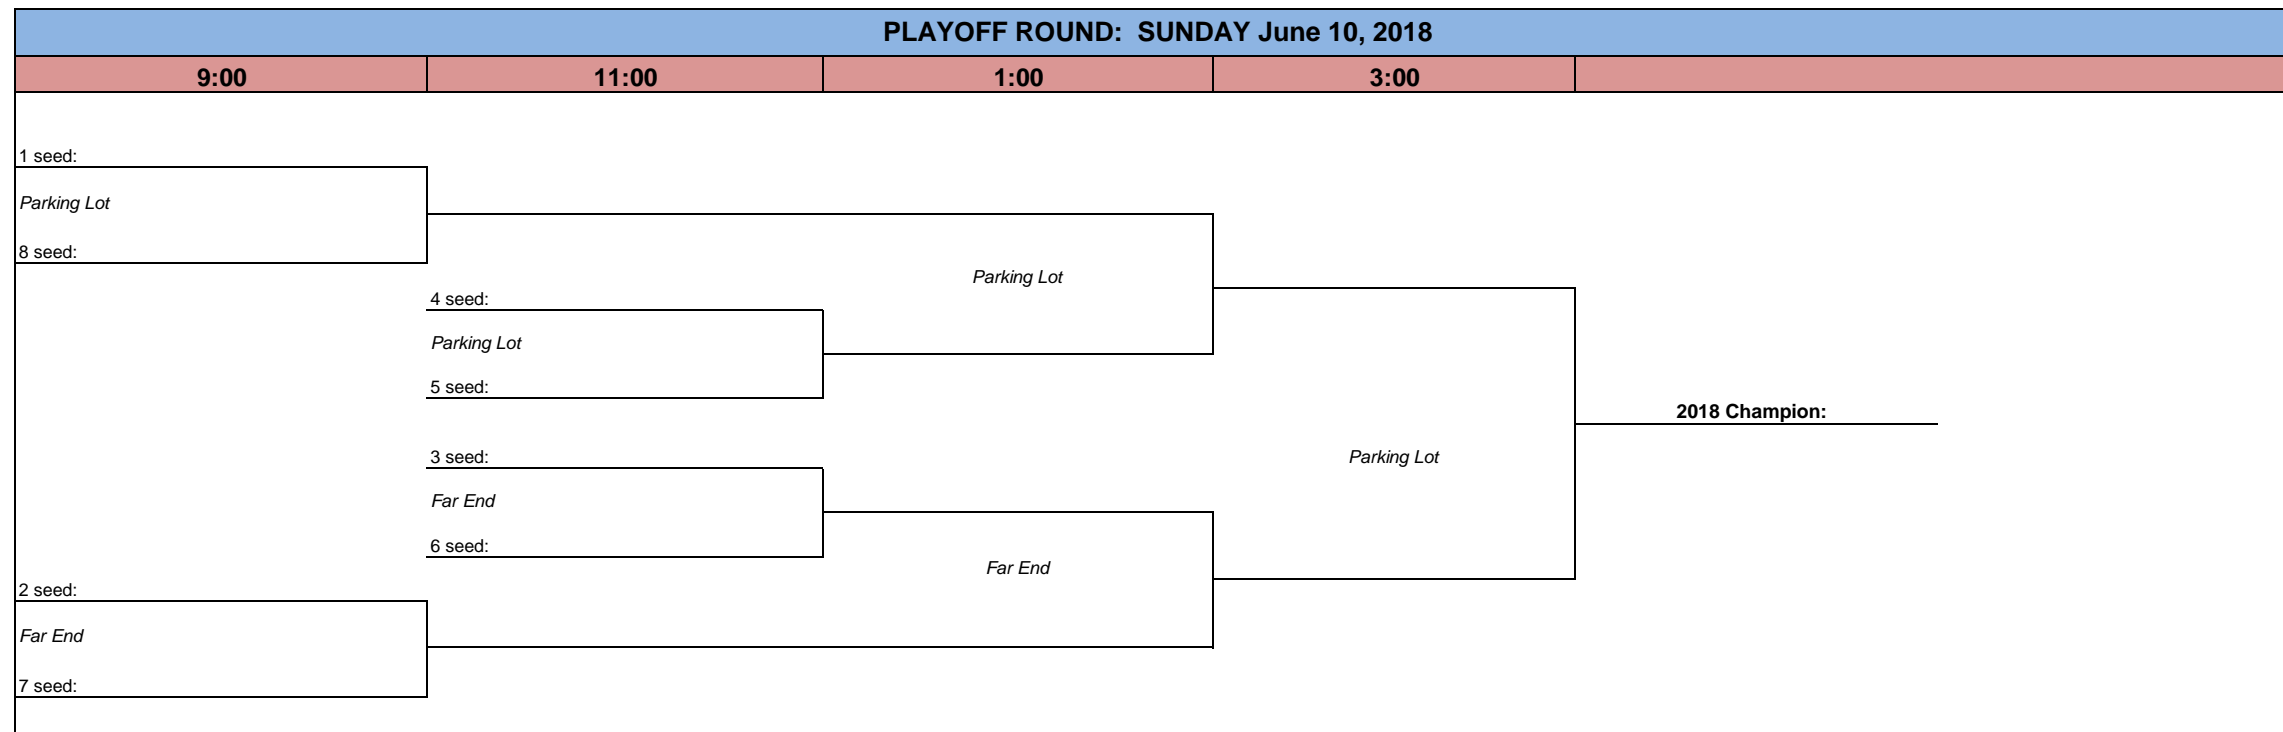 PLAYOFF ROUND:  SUNDAY June 10, 2018
9:00 11:00 1:00 3:00
1 seed:
Parking Lot
8 seed:
Parking Lot
4 seed:
Parking Lot
5 seed:
2018 Champion:
3 seed:
Parking Lot
Far End
6 seed:
Far End
2 seed:
Far End
7 seed: